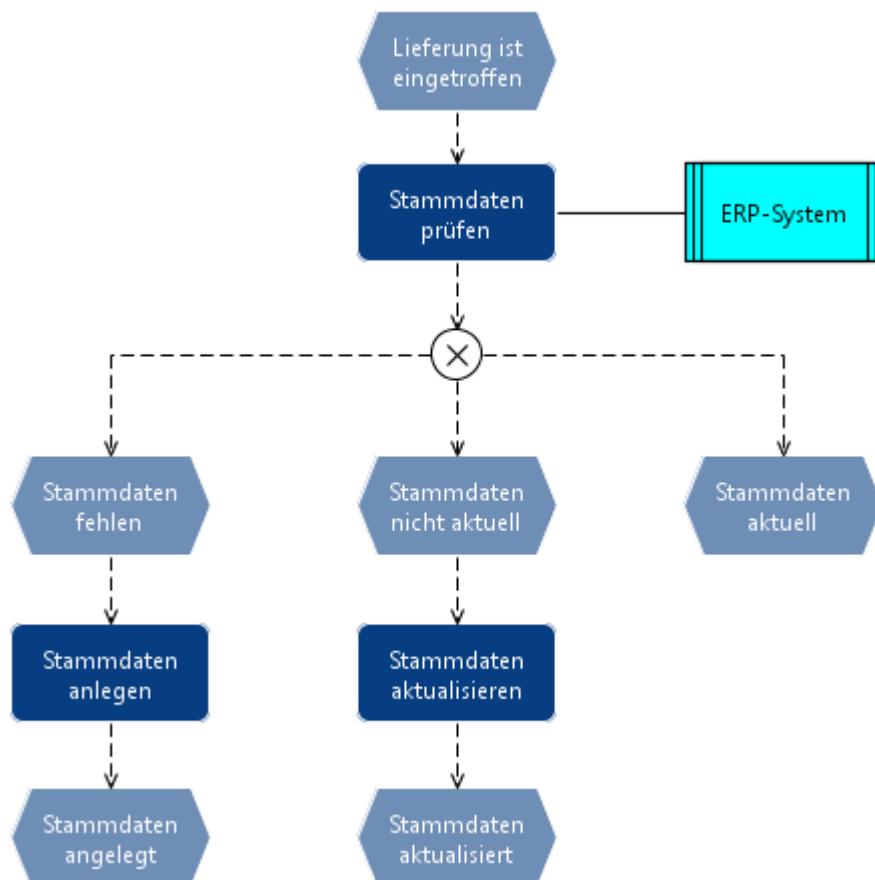 Lieferung ist
eingetroffen
Stammdaten
prüfen
ERP-System
Stammdaten
fehlen
Stammdaten
nicht aktuell
Stammdaten
aktuell
Stammdaten
anlegen
Stammdaten
aktualisieren
Stammdaten
angelegt
Stammdaten
aktualisiert